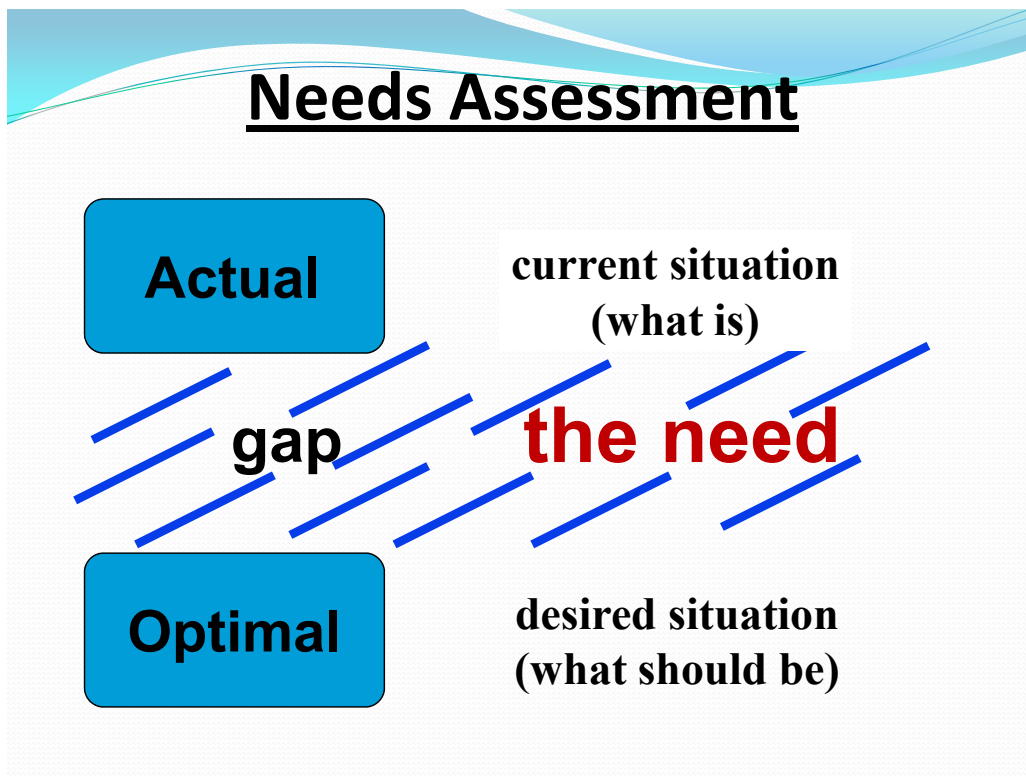 Needs Assessment
Actual
current situation
(what is)
gap
the need
Optimal
desired situation
(what should be)